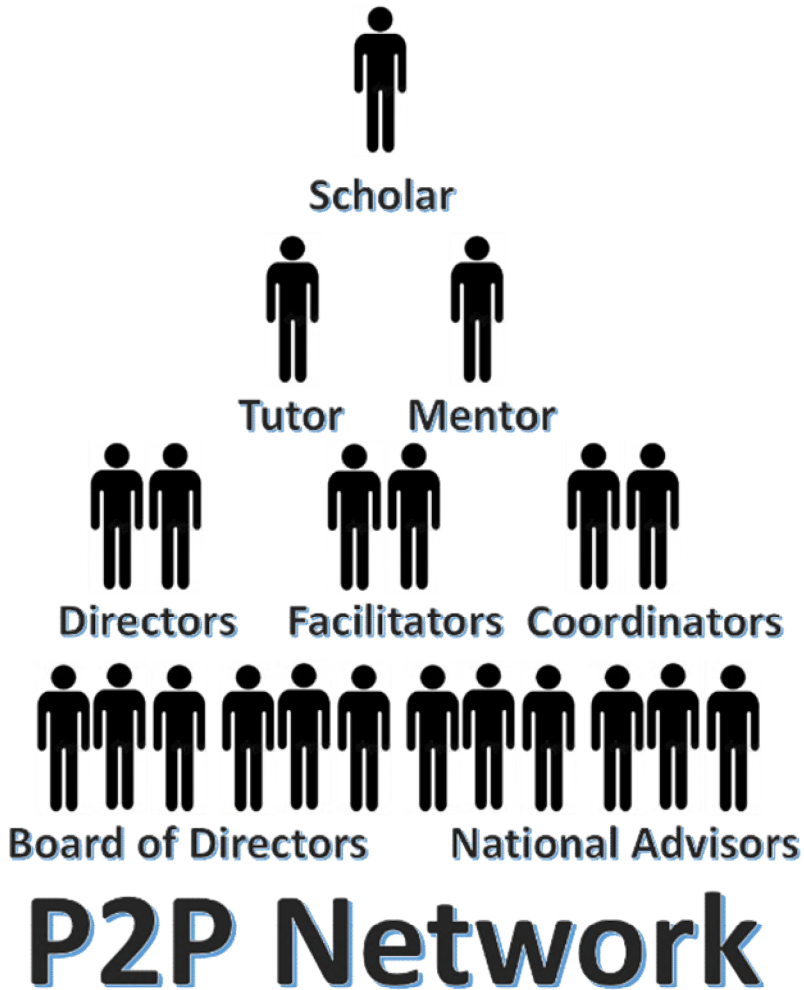 Scholar
Tutor Mentor
Directors Facilitators Coordinators
Board of Directors National Advisors
P2P Network